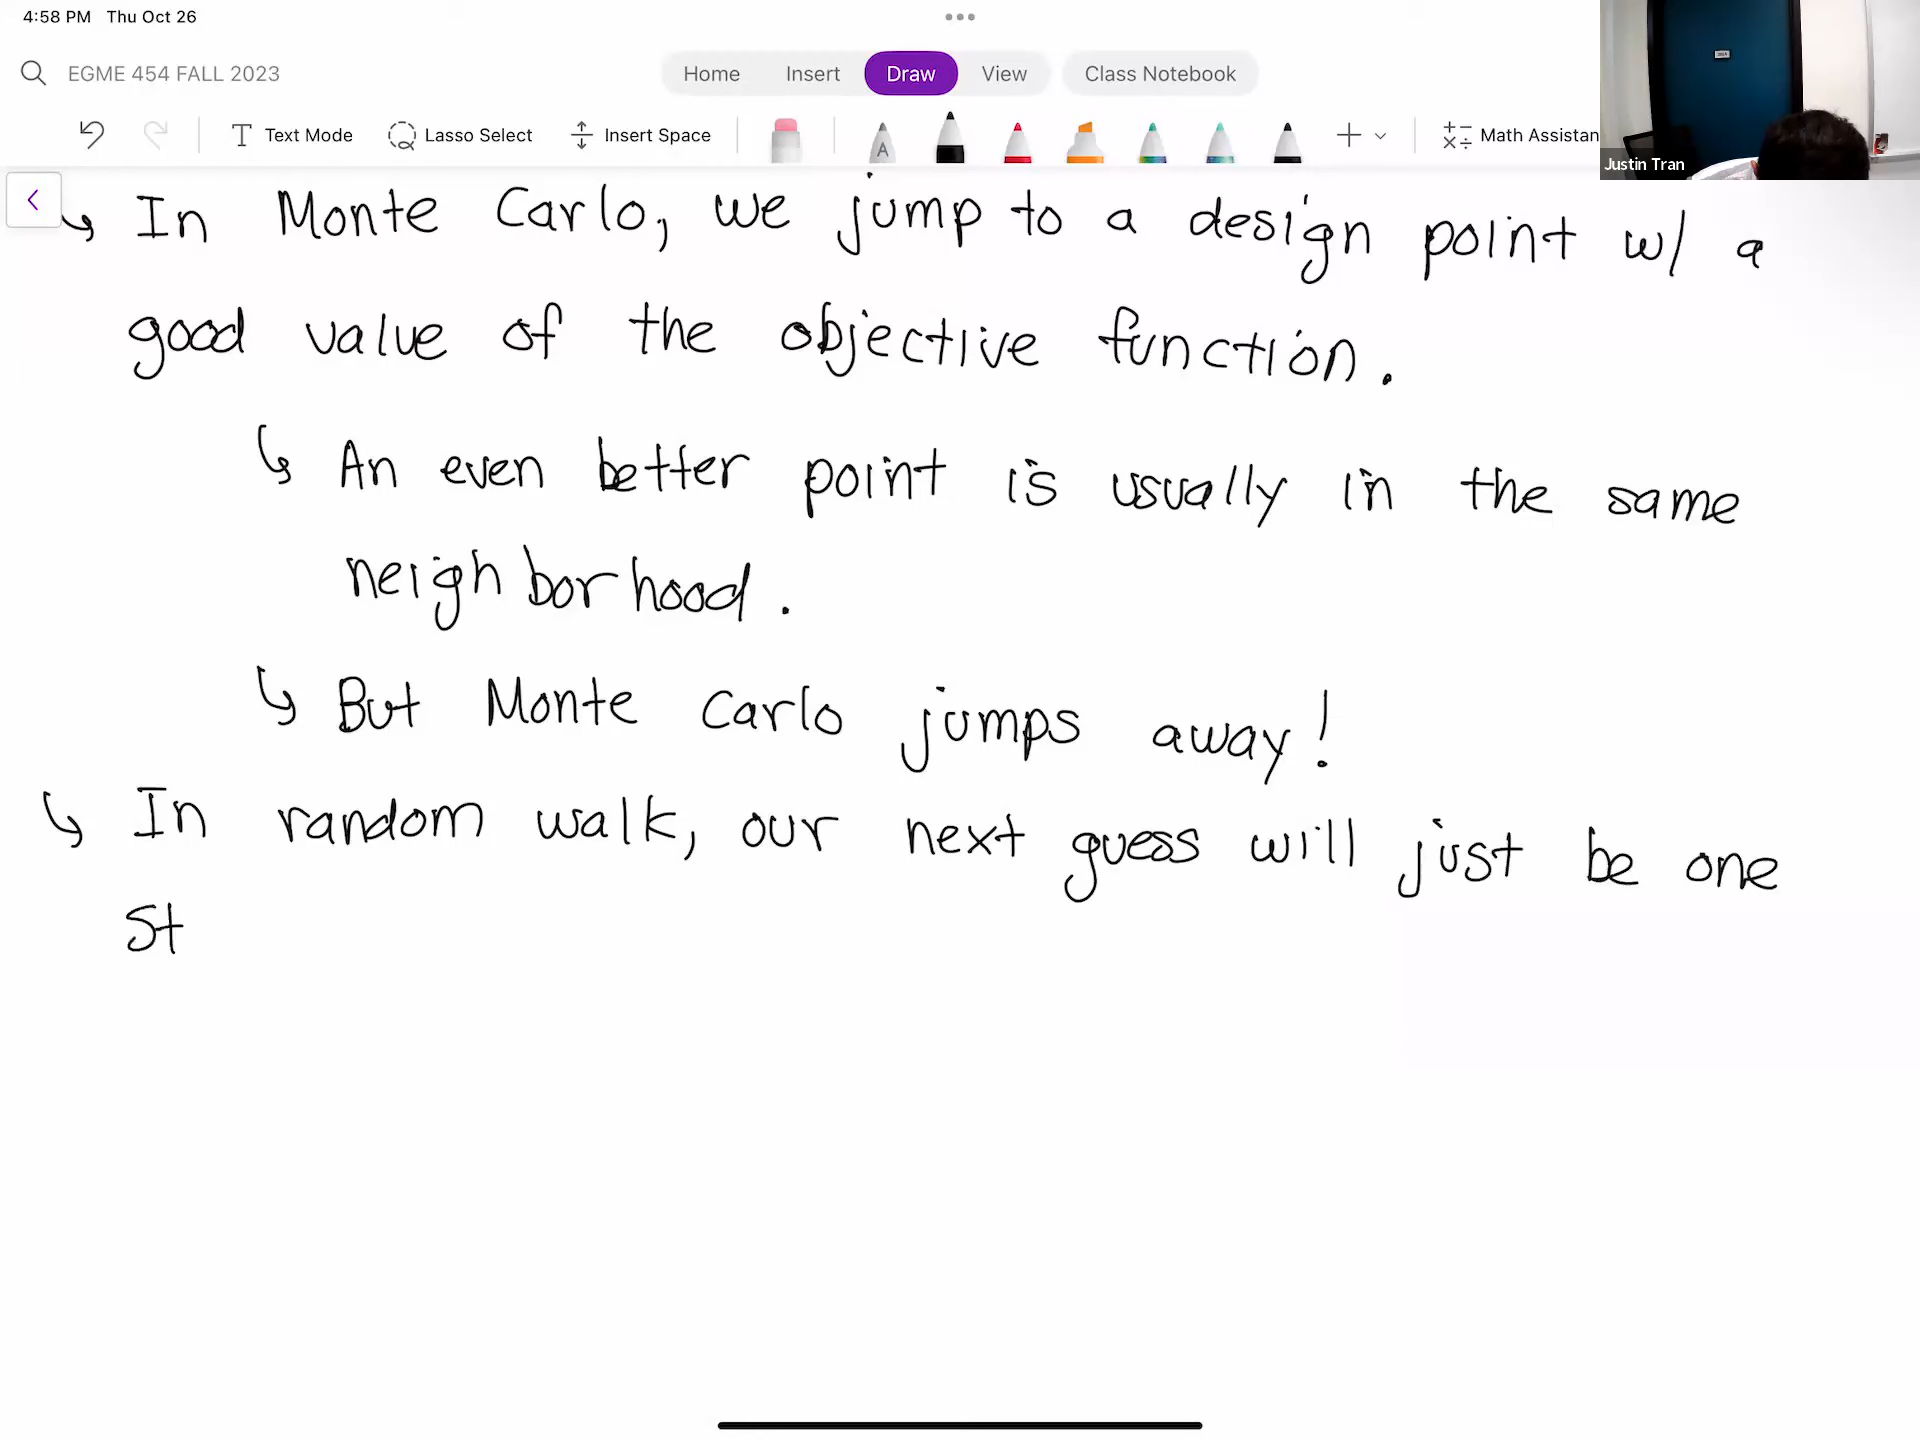 4:58 PM Thu Oct 26
EGME 454 FALL 2023
Home Insert Draw View Class Notebook
Text Mode Lasso Select Insert Space A Math Assistan
Justin Tran
In Monte Carlo, we jump to a design point w/ a
good value of the objective function.
An even better point is usually in the same
neighborhood.
But Monte Carlo jumps away!
In random walk, our next guess will just be one
St